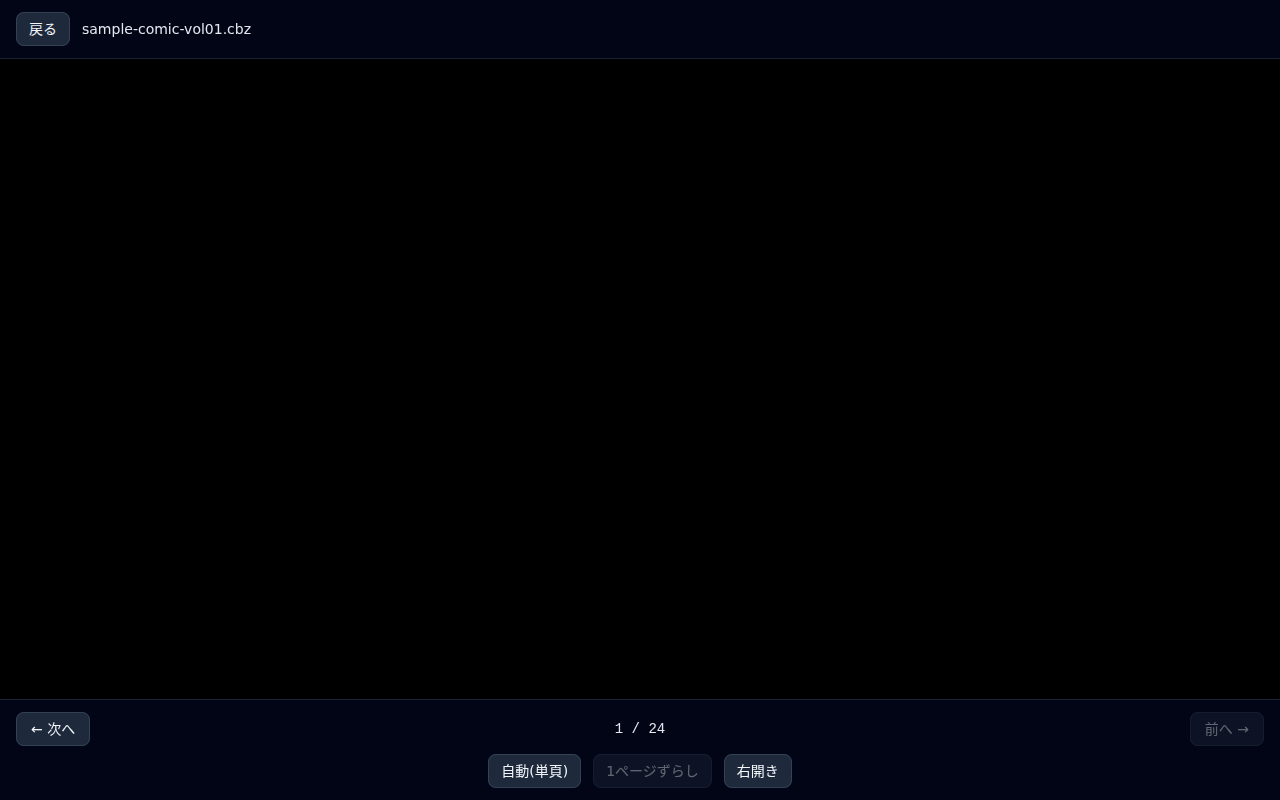 戻る sample-comic-vol01.cbz
← 次へ 1 / 24 前へ →
自動(単頁) 1ページずらし 右開き